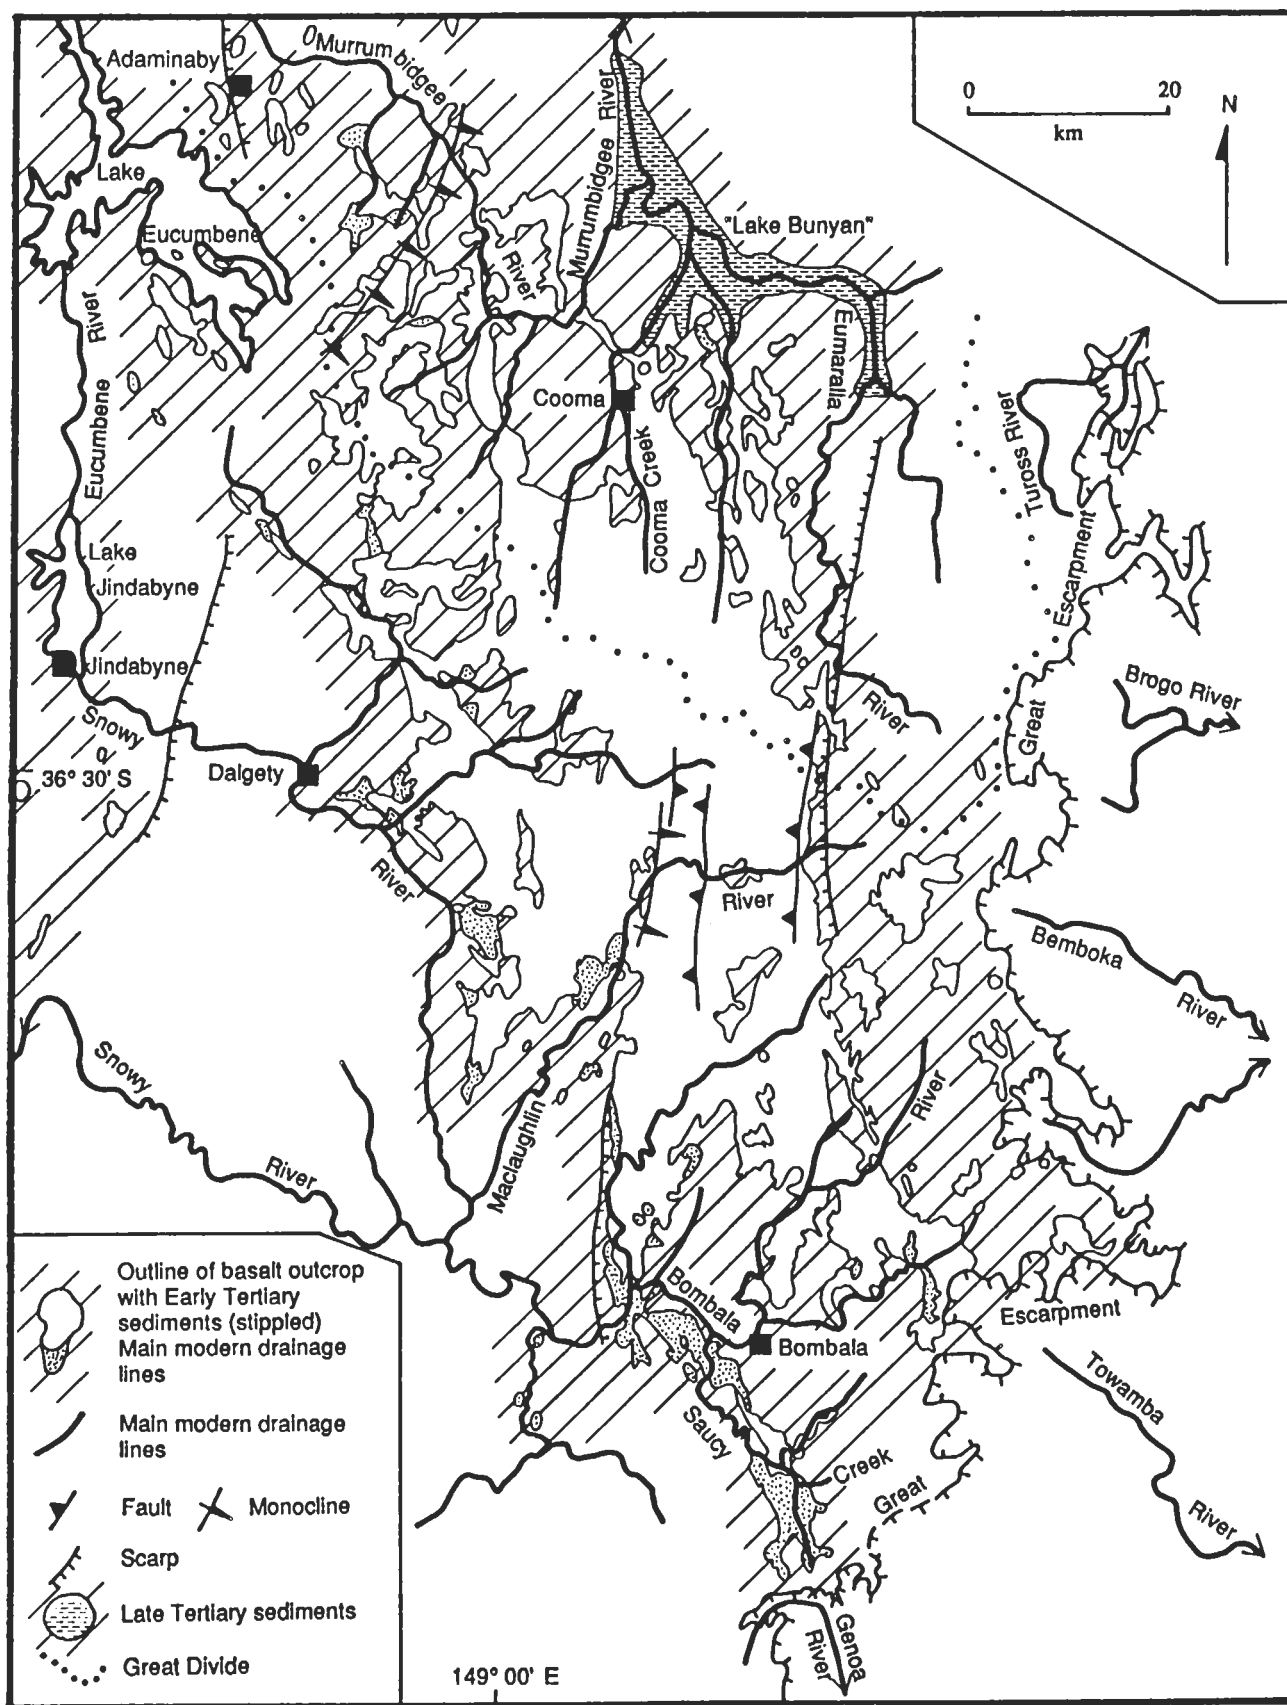 Adaminaby
Murrum bidgee
Murrumbidgee River
0 20
km
N
Lake
Eucumbene
River
"Lake Bunyan"
Eucumbene River
Eumaralla
Cooma
Cooma Creek
Tuross River
Escarpment
Great
Lake
Jindabyne
Jindabyne
Snowy
River
Brogo River
36° 30' S
Dalgety
River
River
Bemboka
River
Snowy
River
Maclaughlin
River
Bombala
Bombala
Escarpment
Towamba
River
Saucy
Creek
Great
Genoa
River
149° 00' E
Outline of basalt outcrop
with Early Tertiary
sediments (stippled)
Main modern drainage
lines
Main modern drainage
lines
Fault Monocline
Scarp
Late Tertiary sediments
Great Divide